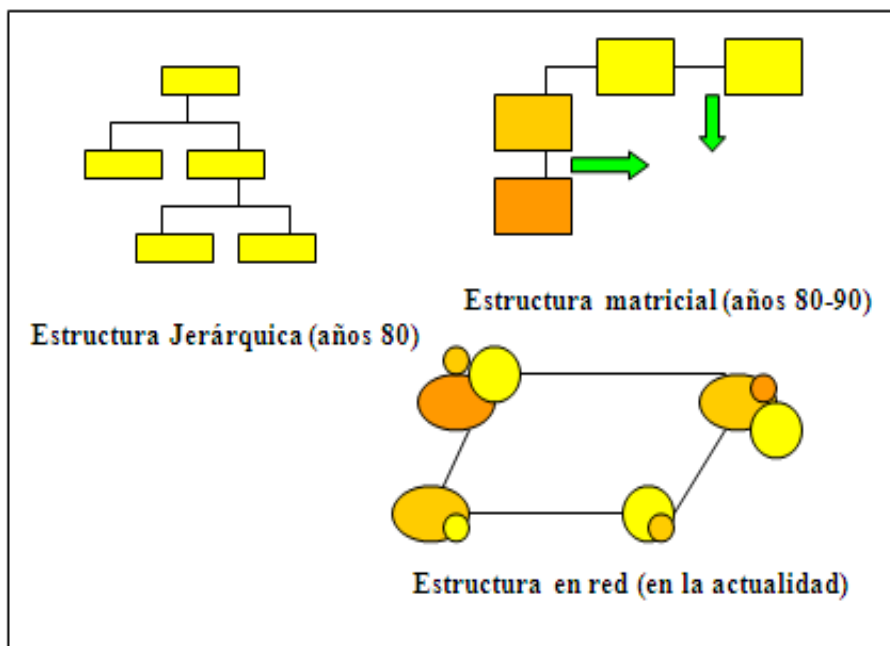 Estructura matricial (años 80-90)
Estructura Jerárquica (años 80)
Estructura en red (en la actualidad)